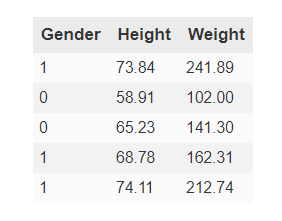 Gender Height Weight
1 73.84 241.89
0 58.91 102.00
0 65.23 141.30
1 68.78 162.31
1 74.11 212.74